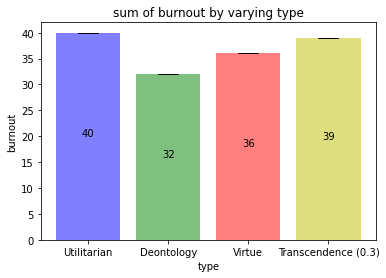 sum of burnout by varying type
burnout
40
35
30
25
20
15
10
5
0
40
32
36
39
Utilitarian
Deontology
Virtue
Transcendence (0.3)
type